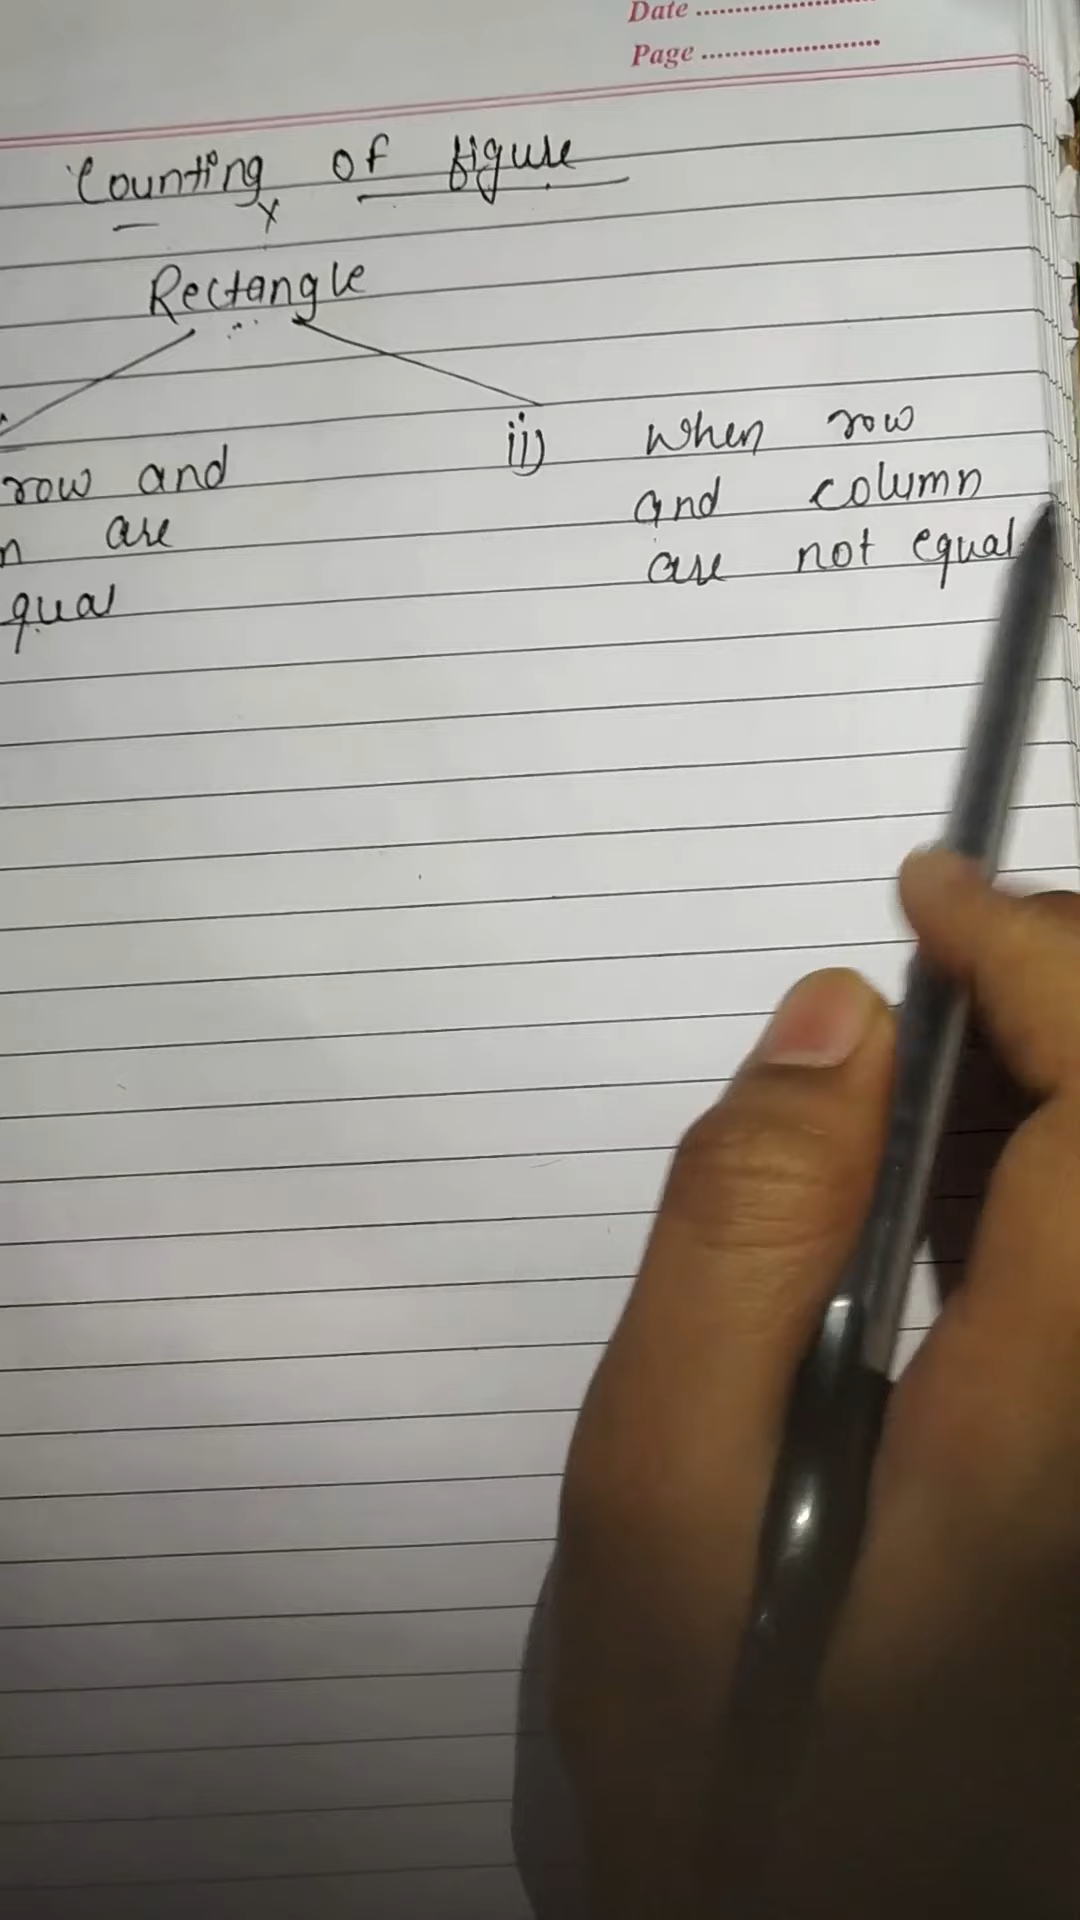 Date
Page
Counting of figure
Rectangle
row and
n are
qual
ii) When row
and column
are not equal